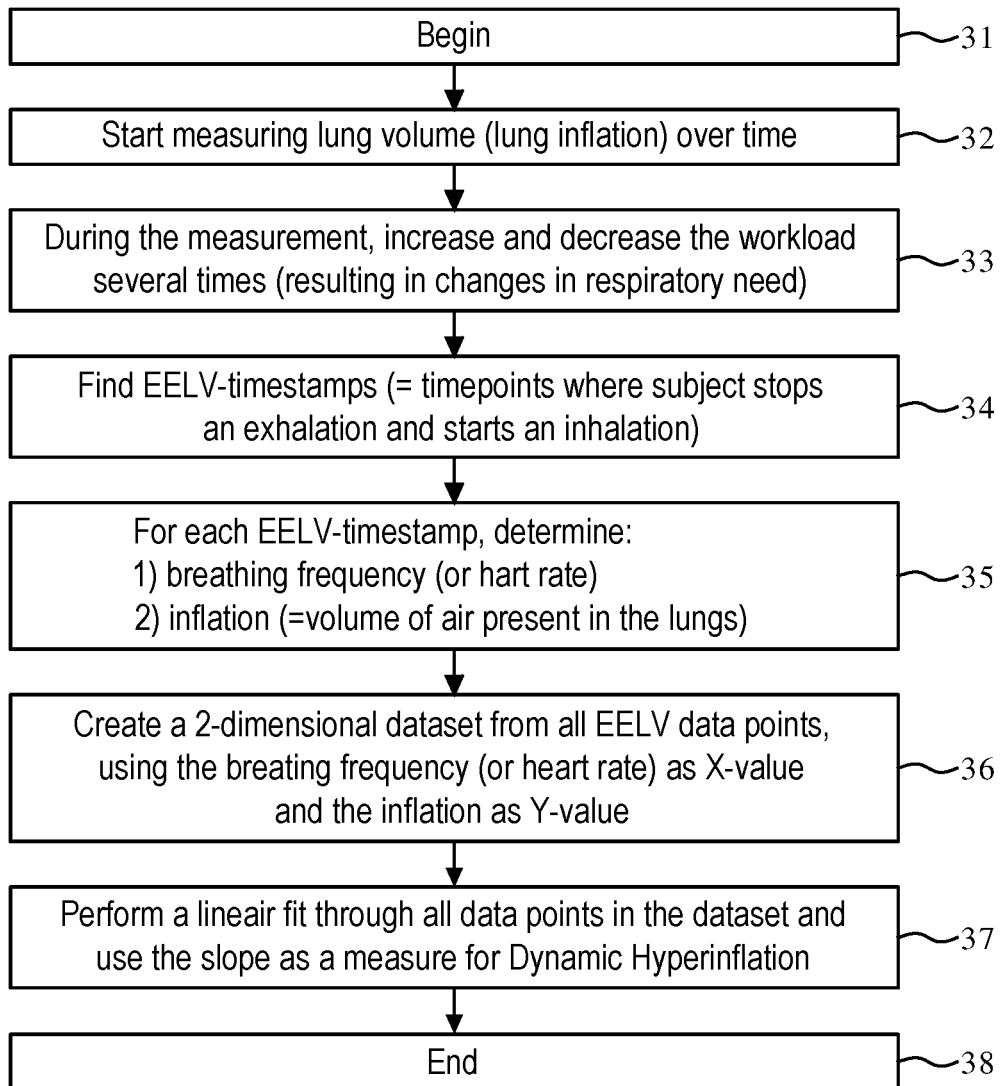 Begin
31
Start measuring lung volume (lung inflation) over time
32
During the measurement, increase and decrease the workload
several times (resulting in changes in respiratory need)
33
Find EELV-timestamps (= timepoints where subject stops
an exhalation and starts an inhalation)
34
For each EELV-timestamp, determine:
1) breathing frequency (or hart rate)
2) inflation (=volume of air present in the lungs)
35
Create a 2-dimensional dataset from all EELV data points,
using the breating frequency (or heart rate) as X-value
and the inflation as Y-value
36
Perform a lineair fit through all data points in the dataset and
use the slope as a measure for Dynamic Hyperinflation
37
End
38